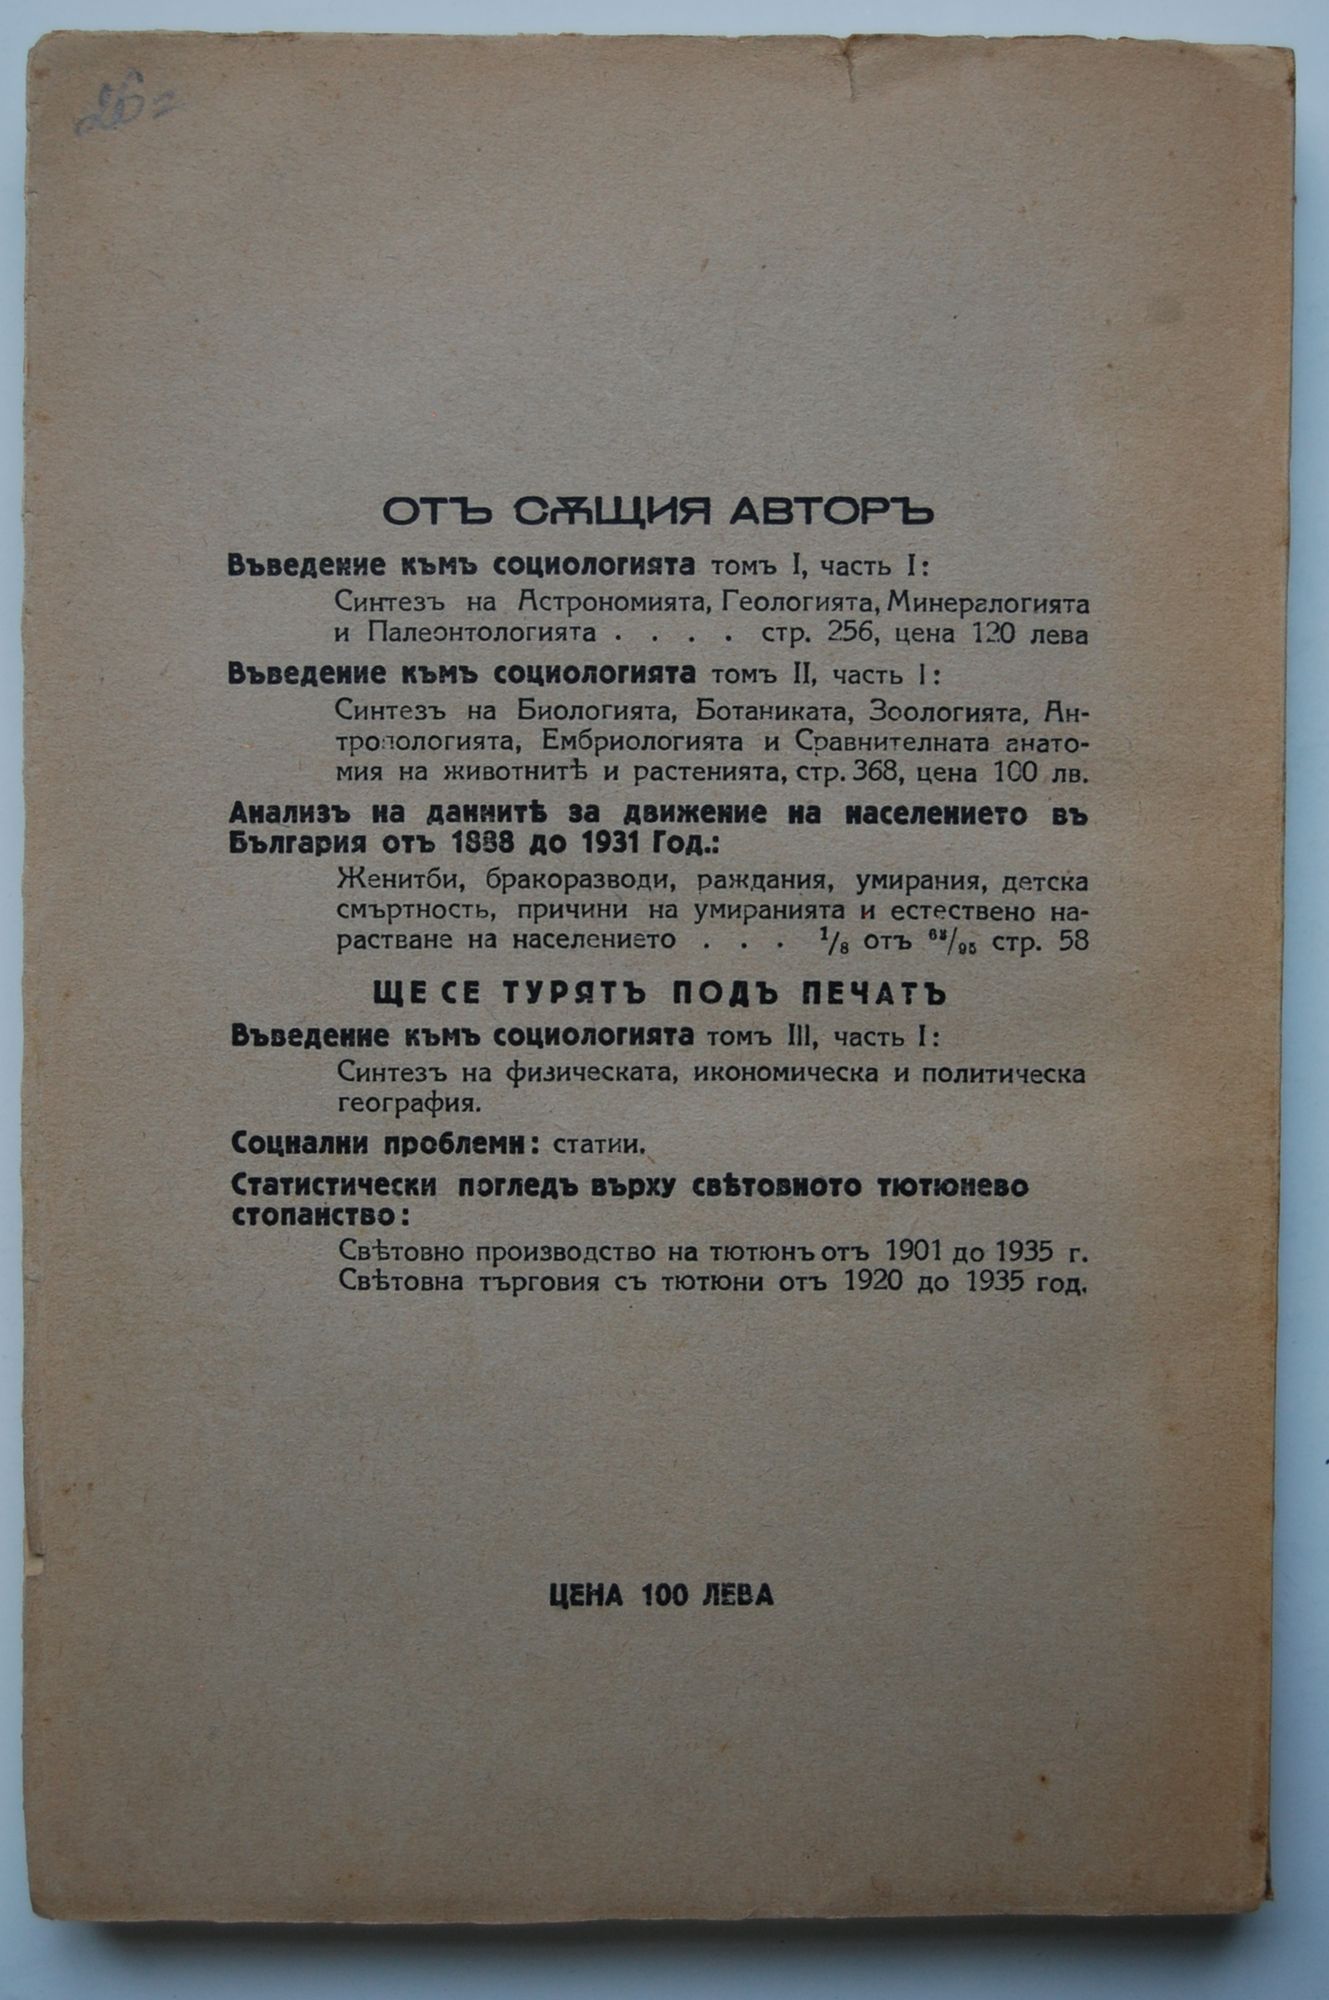 26=
ОТЪ СѪЩИЯ АВТОРЪ
Въведение къмъ социологията томъ I, часть I:
Синтезъ на Астрономията, Геологията, Минералогията
и Палеонтологията . . . . стр. 256, цена 120 лева
Въведение къмъ социологията томъ II, часть I:
Синтезъ на Биологията, Ботаниката, Зоологията, Ан-
тропологията, Ембриологията и Сравнителната анато-
мия на животнитѣ и растенията, стр. 368, цена 100 лв.
Анализъ на даннитѣ за движение на населението въ
България отъ 1888 до 1931 Год.:
Женитби, бракоразводи, раждания, умирания, детска
смъртность, причини на умиранията и естествено на-
растване на населението . . . 1/8 отъ 68/95 стр. 58
ЩЕ СЕ ТУРЯТЪ ПОДЪ ПЕЧАТЪ
Въведение къмъ социологията томъ III, часть I:
Синтезъ на физическата, икономическа и политическа
география.
Социални проблеми: статии.
Статистически погледъ върху свѣтовното тютюнево
стопанство:
Свѣтовно производство на тютюнъ отъ 1901 до 1935 г.
Свѣтовна търговия съ тютюни отъ 1920 до 1935 год.
ЦЕНА 100 ЛЕВА